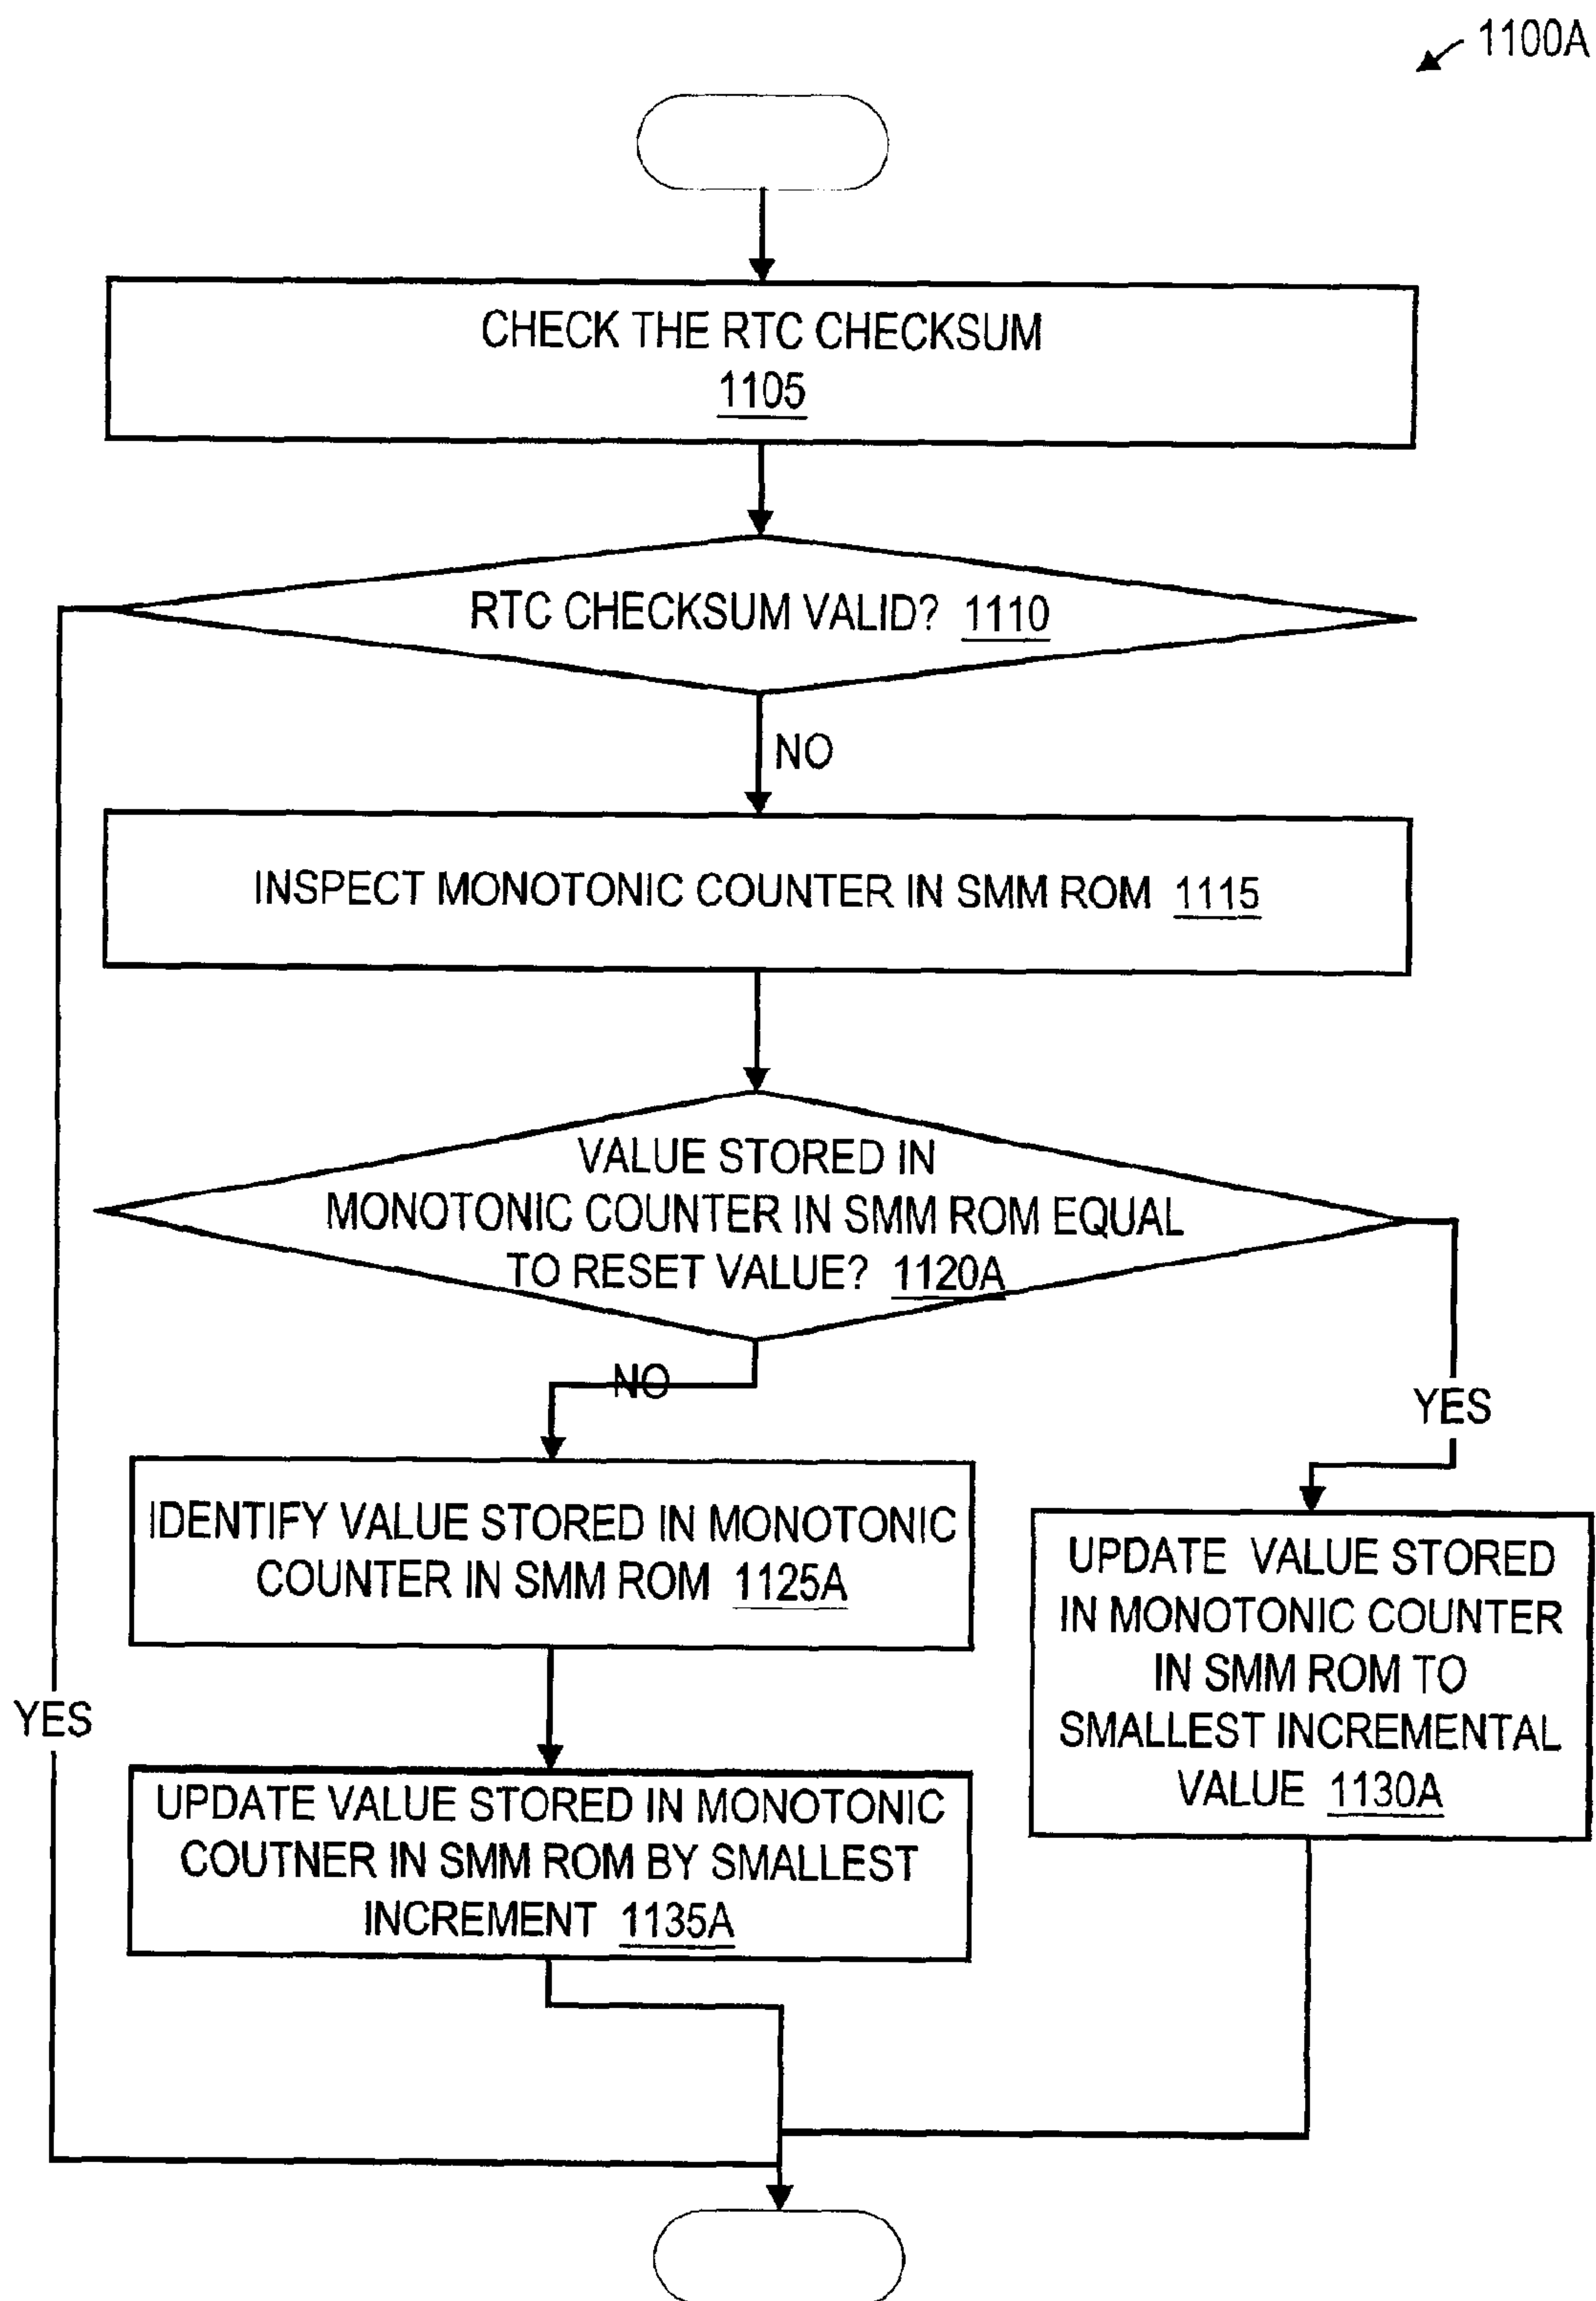 1100A
CHECK THE RTC CHECKSUM
1105
RTC CHECKSUM VALID? 1110
NO
INSPECT MONOTONIC COUNTER IN SMM ROM 1115
VALUE STORED IN
MONOTONIC COUNTER IN SMM ROM EQUAL
TO RESET VALUE? 1120A
NO
YES
IDENTIFY VALUE STORED IN MONOTONIC
COUNTER IN SMM ROM 1125A
UPDATE VALUE STORED
IN MONOTONIC COUNTER
IN SMM ROM TO
SMALLEST INCREMENTAL
VALUE 1130A
YES
UPDATE VALUE STORED IN MONOTONIC
COUTNER IN SMM ROM BY SMALLEST
INCREMENT 1135A